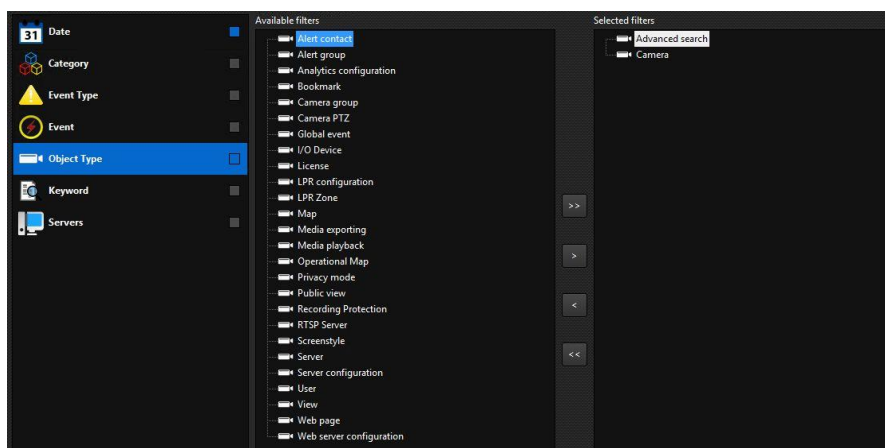 31
Date
Category
Event Type
Event
Object Type
Keyword
Servers
Available filters
Alert contact
Alert group
Analytics configuration
Bookmark
Camera group
Camera PTZ
Global event
I/O Device
License
LPR configuration
LPR Zone
Map
Media exporting
Media playback
Operational Map
Privacy mode
Public view
Recording Protection
RTSP Server
Screenstyle
Server
Server configuration
User
View
Web page
Web server configuration
>>
>
<
<<
Selected filters
Advanced search
Camera